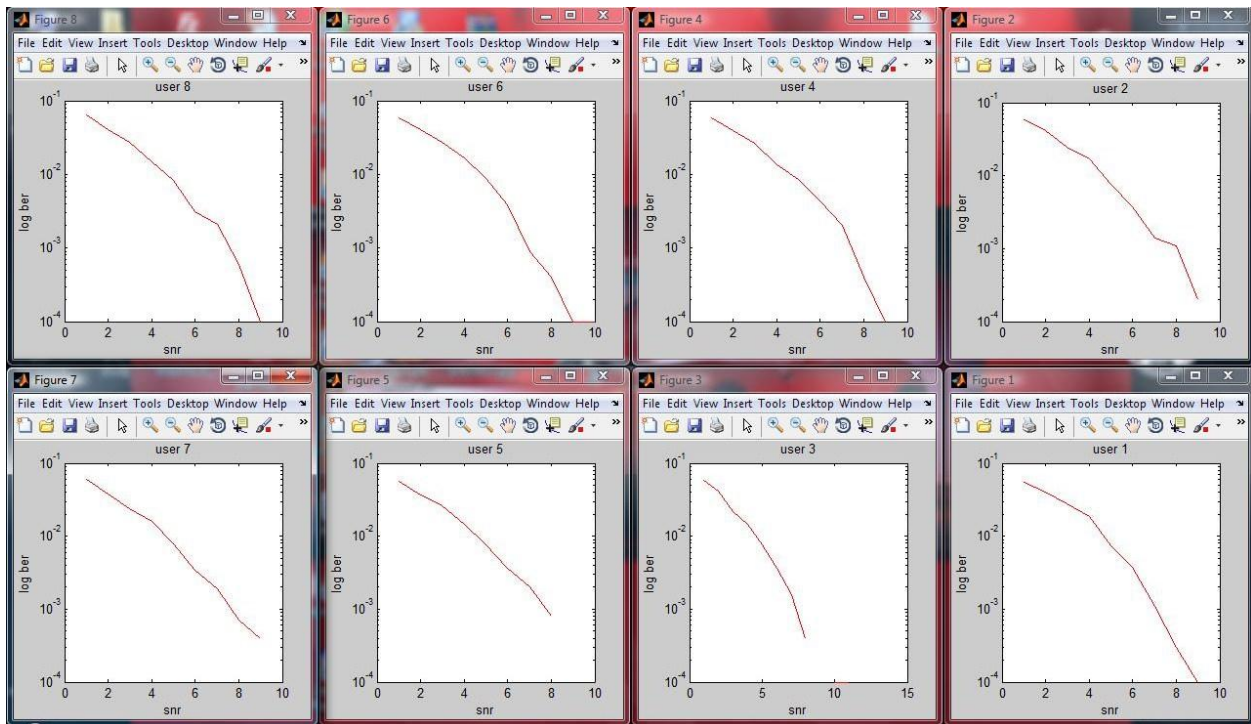 Figure 8
File Edit View Insert Tools Desktop Window Help
user 8
10^-1
10^-2
10^-3
10^-4
log ber
0 2 4 6 8 10
snr
Figure 6
File Edit View Insert Tools Desktop Window Help
user 6
10^-1
10^-2
10^-3
10^-4
log ber
0 2 4 6 8 10
snr
Figure 4
File Edit View Insert Tools Desktop Window Help
user 4
10^-1
10^-2
10^-3
10^-4
log ber
0 2 4 6 8 10
snr
Figure 2
File Edit View Insert Tools Desktop Window Help
user 2
10^-1
10^-2
10^-3
10^-4
log ber
0 2 4 6 8 10
snr
Figure 7
File Edit View Insert Tools Desktop Window Help
user 7
10^-1
10^-2
10^-3
10^-4
log ber
0 2 4 6 8 10
snr
Figure 5
File Edit View Insert Tools Desktop Window Help
user 5
10^-1
10^-2
10^-3
10^-4
log ber
0 2 4 6 8 10
snr
Figure 3
File Edit View Insert Tools Desktop Window Help
user 3
10^-1
10^-2
10^-3
10^-4
log ber
0 5 10 15
snr
Figure 1
File Edit View Insert Tools Desktop Window Help
user 1
10^-1
10^-2
10^-3
10^-4
log ber
0 2 4 6 8 10
snr